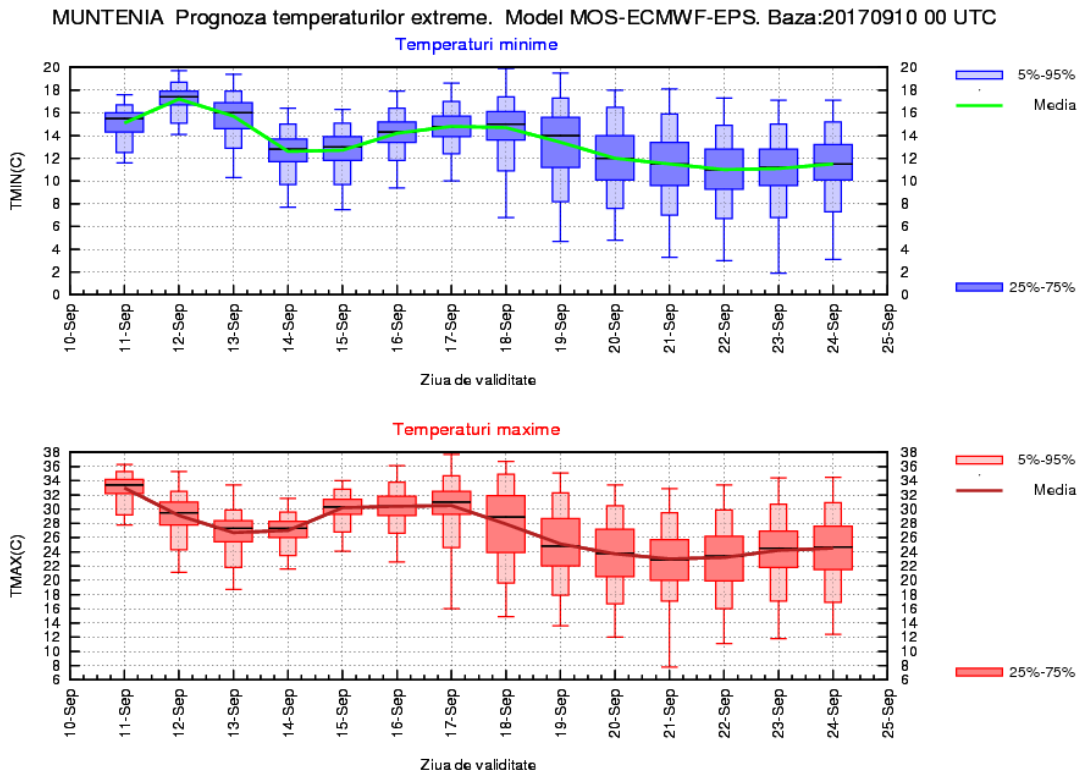 MUNTENIA Prognoza temperaturilor extreme. Model MOS-ECMWF-EPS. Baza:20170910 00 UTC
Temperaturi minime
TMIN(C)
20
18
16
14
12
10
8
6
4
2
0
20
18
16
14
12
10
8
6
4
2
0
10-Sep
11-Sep
12-Sep
13-Sep
14-Sep
15-Sep
16-Sep
17-Sep
18-Sep
19-Sep
20-Sep
21-Sep
22-Sep
23-Sep
24-Sep
25-Sep
Ziua de validitate
5%-95%
Media
25%-75%
Temperaturi maxime
TMAX(C)
38
36
34
32
30
28
26
24
22
20
18
16
14
12
10
8
6
38
36
34
32
30
28
26
24
22
20
18
16
14
12
10
8
6
10-Sep
11-Sep
12-Sep
13-Sep
14-Sep
15-Sep
16-Sep
17-Sep
18-Sep
19-Sep
20-Sep
21-Sep
22-Sep
23-Sep
24-Sep
25-Sep
Ziua de validitate
5%-95%
Media
25%-75%